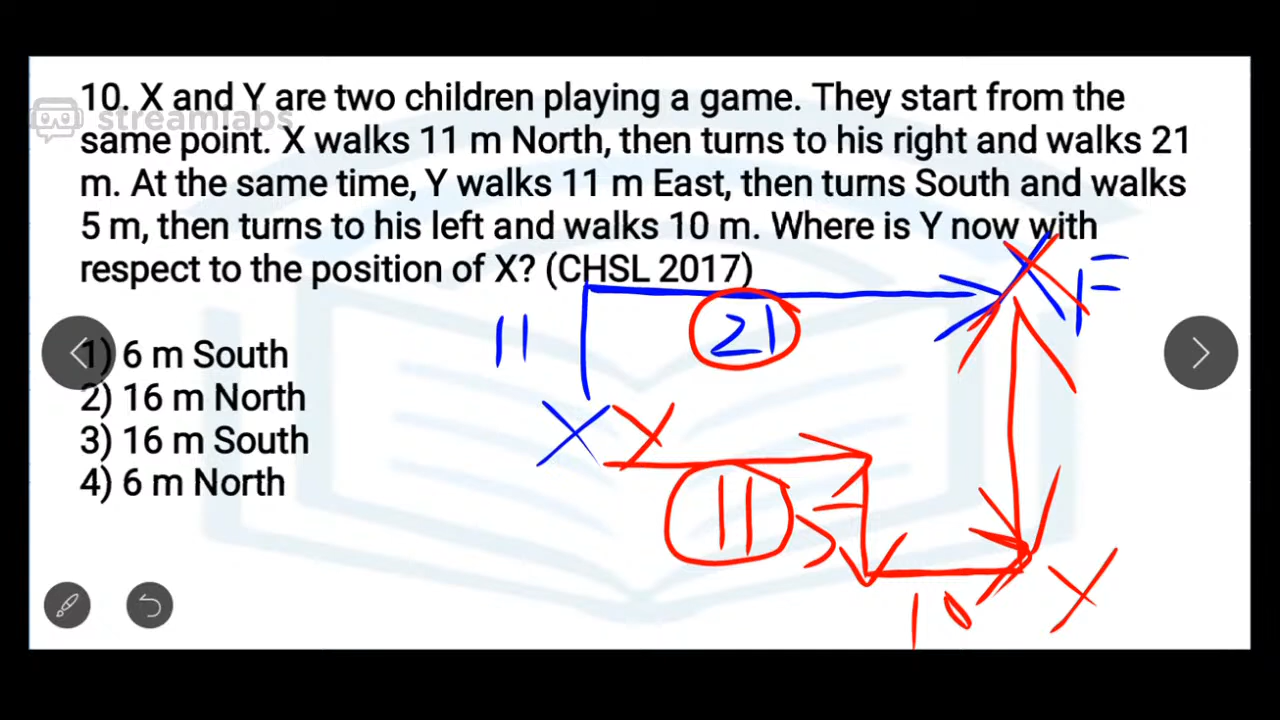 10. X and Y are two children playing a game. They start from the
streamlabs
same point. X walks 11 m North, then turns to his right and walks 21
m. At the same time, Y walks 11 m East, then turns South and walks
5 m, then turns to his left and walks 10 m. Where is Y now with
respect to the position of X? (CHSL 2017)
1) 6 m South
2) 16 m North
3) 16 m South
4) 6 m North
11
21
X
X Y
11
5
10
Y